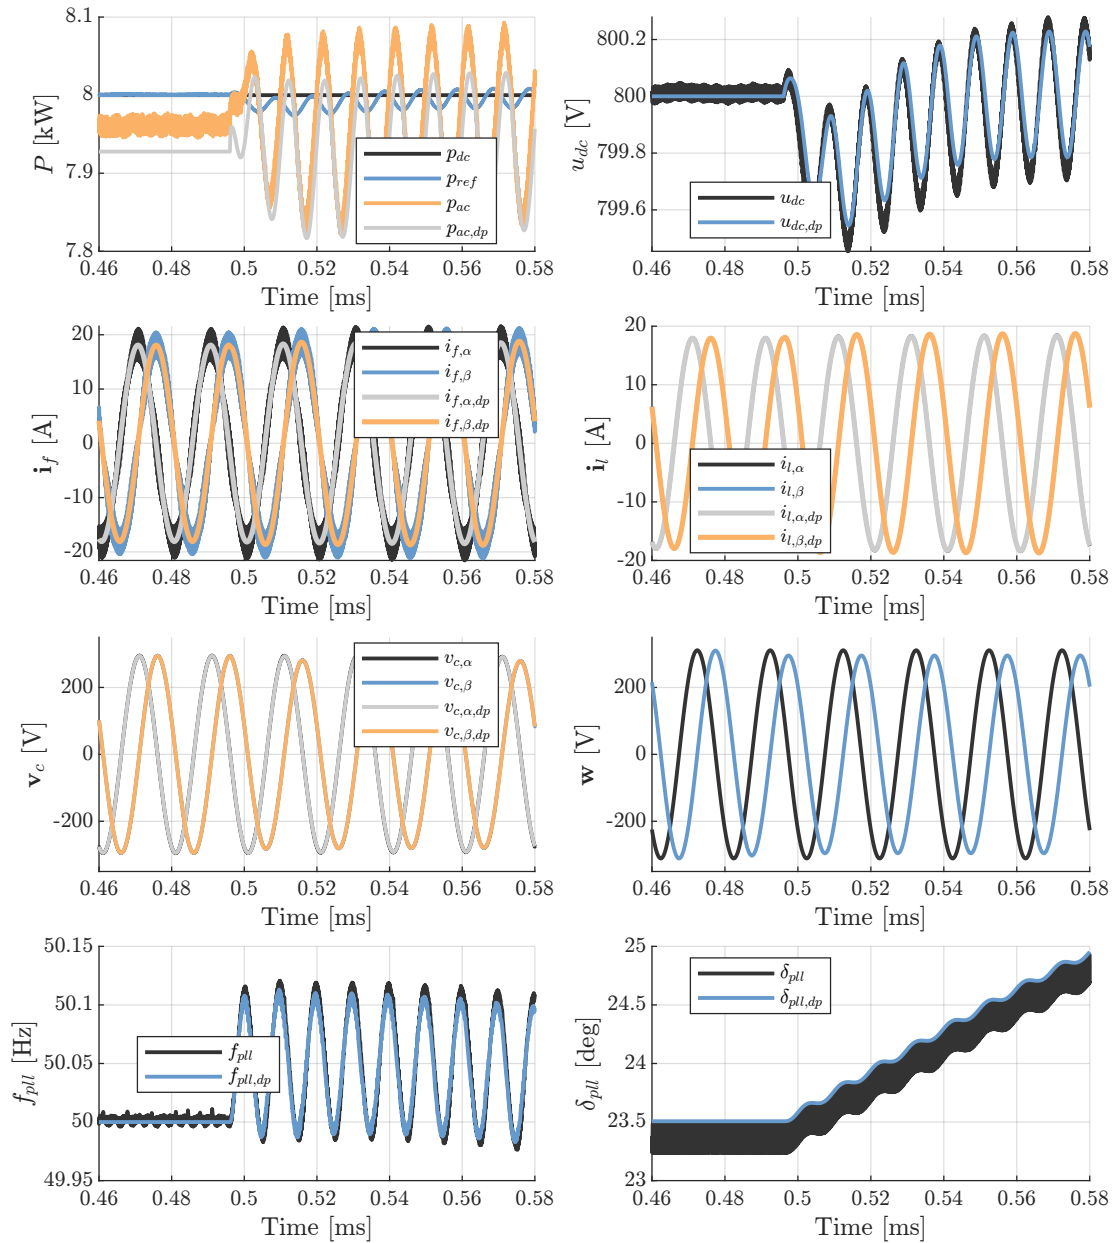 8.1
8
7.9
7.8
P [kW]
p_dc
p_ref
p_ac
p_ac,dp
0.46 0.48 0.5 0.52 0.54 0.56 0.58
Time [ms]
800.2
800
799.8
799.6
u_dc [V]
u_dc
u_dc,dp
0.46 0.48 0.5 0.52 0.54 0.56 0.58
Time [ms]
20
10
0
-10
-20
i_f [A]
i_f,α
i_f,β
i_f,α,dp
i_f,β,dp
0.46 0.48 0.5 0.52 0.54 0.56 0.58
Time [ms]
20
10
0
-10
-20
i_l [A]
i_l,α
i_l,β
i_l,α,dp
i_l,β,dp
0.46 0.48 0.5 0.52 0.54 0.56 0.58
Time [ms]
200
0
-200
v_c [V]
v_c,α
v_c,β
v_c,α,dp
v_c,β,dp
0.46 0.48 0.5 0.52 0.54 0.56 0.58
Time [ms]
200
0
-200
w [V]
0.46 0.48 0.5 0.52 0.54 0.56 0.58
Time [ms]
50.15
50.1
50.05
50
49.95
f_pll [Hz]
f_pll
f_pll,dp
0.46 0.48 0.5 0.52 0.54 0.56 0.58
Time [ms]
25
24.5
24
23.5
23
δ_pll [deg]
δ_pll
δ_pll,dp
0.46 0.48 0.5 0.52 0.54 0.56 0.58
Time [ms]